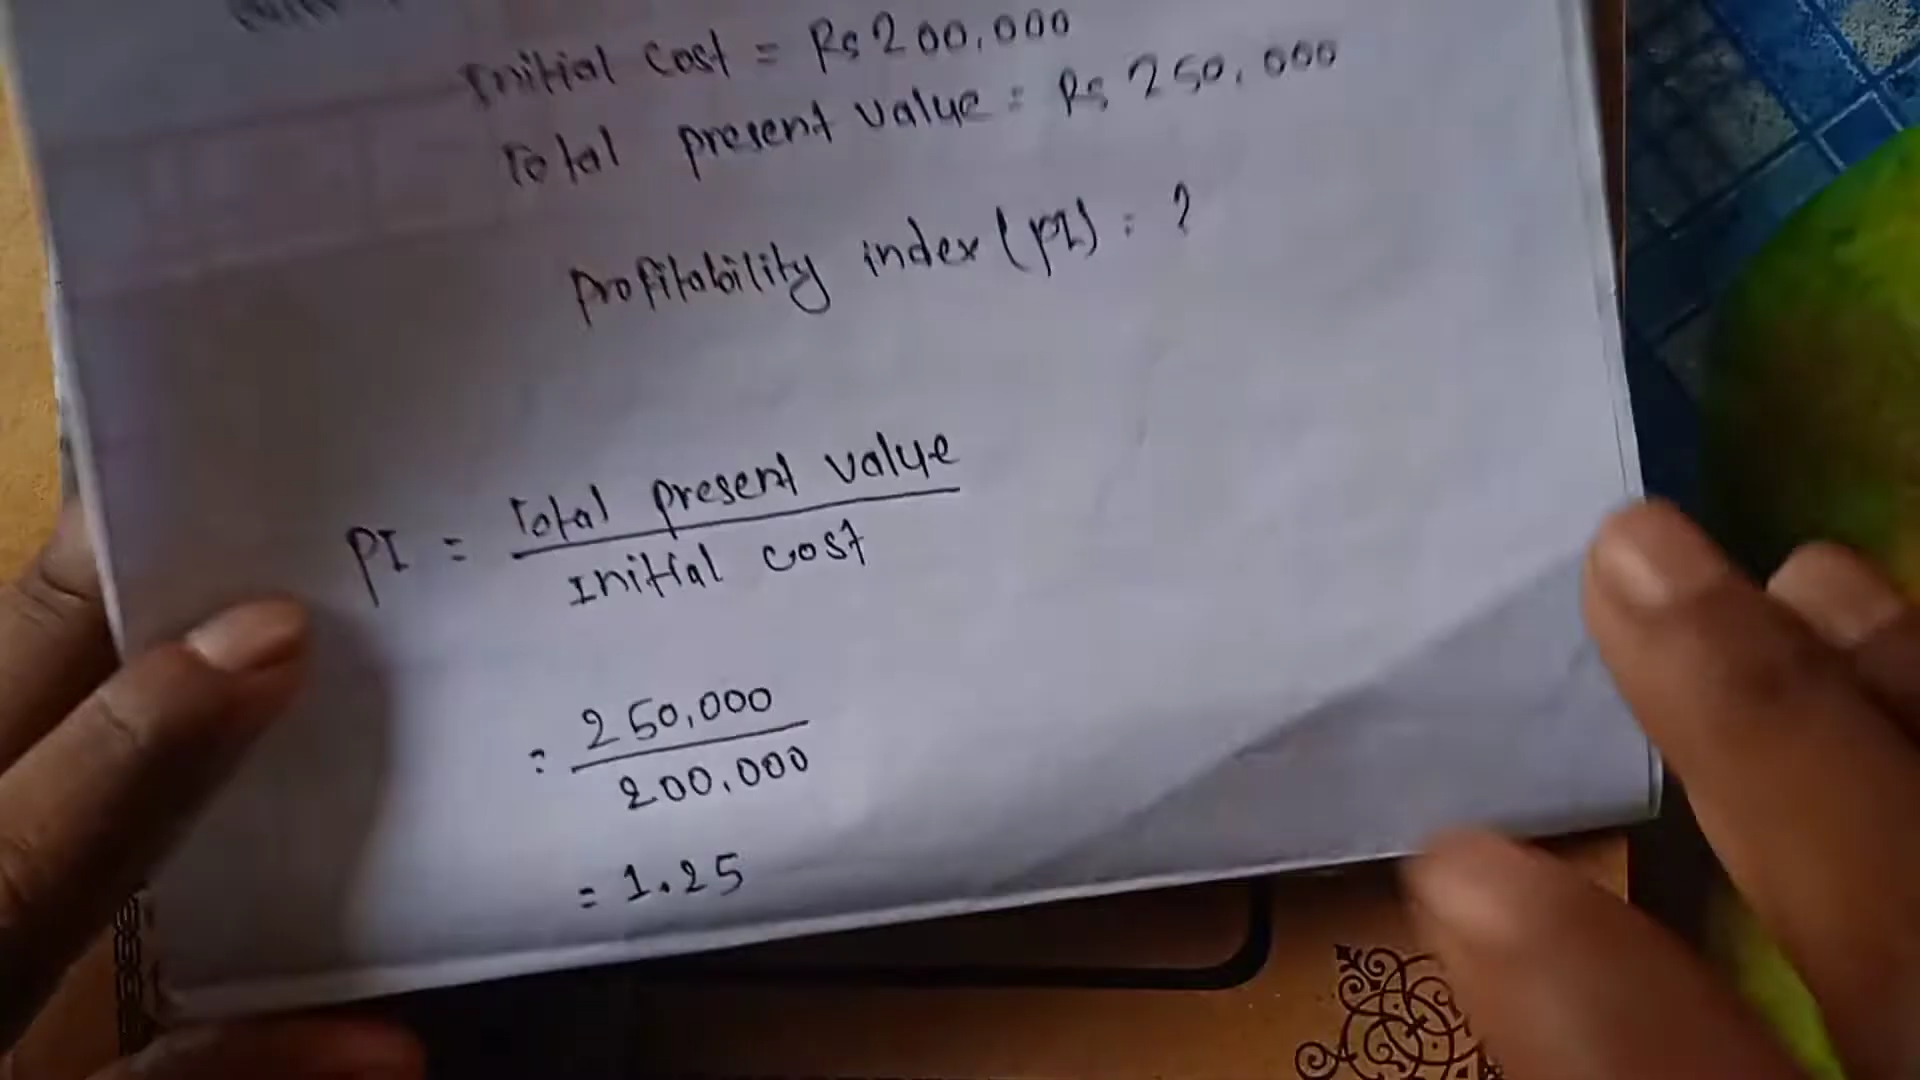 Initial Cost = Rs 200,000
Total present value = Rs 250,000
profitability index (PI) = ?
PI = Total present value / Initial cost
= 250,000 / 200,000
= 1.25